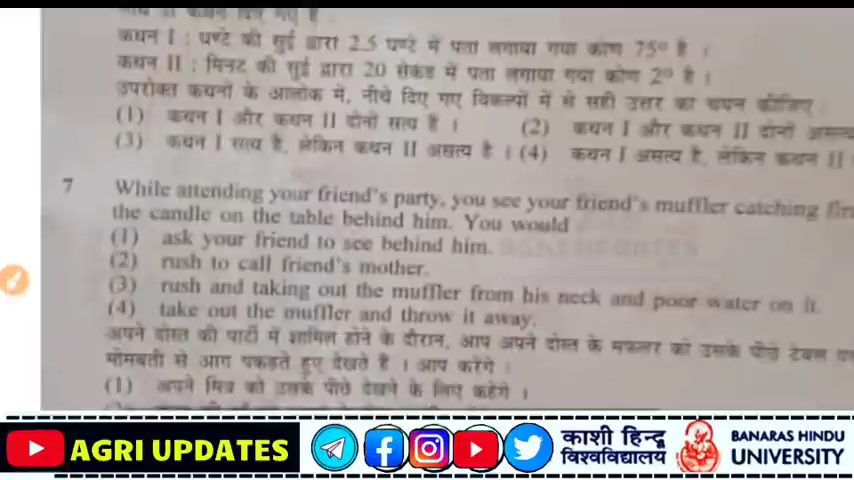 कथन I : घण्टे की सुई द्वारा 2.5 घण्टे में पता लगाया गया कोण 75° है ।
कथन II : मिनट की सुई द्वारा 20 सेकंड में पता लगाया गया कोण 2° है ।
उपरोक्त कथनों के आलोक में, नीचे दिए गए विकल्पों में से सही उत्तर का चयन कीजिए
(1) कथन I और कथन II दोनों सत्य हैं । (2) कथन I और कथन II दोनों
(3) कथन I सत्य है, लेकिन कथन II असत्य है । (4) कथन I असत्य है, लेकिन कथन II
7 While attending your friend's party, you see your friend's muffler catching
the candle on the table behind him. You would
(1) ask your friend to see behind him.
(2) rush to call friend's mother.
(3) rush and taking out the muffler from his neck and poor water on it.
(4) take out the muffler and throw it away.
अपने दोस्त की पार्टी में शामिल होने के दौरान, आप अपने दोस्त के मफलर को उसके पीछे टेबल
मोमबत्ती से आग पकड़ते हुए देखते हैं । आप करेंगे :
(1) अपने मित्र को उसके पीछे देखने के लिए कहेंगे ।
AGRI UPDATES
काशी हिन्दू
विश्वविद्यालय
BANARAS HINDU
UNIVERSITY